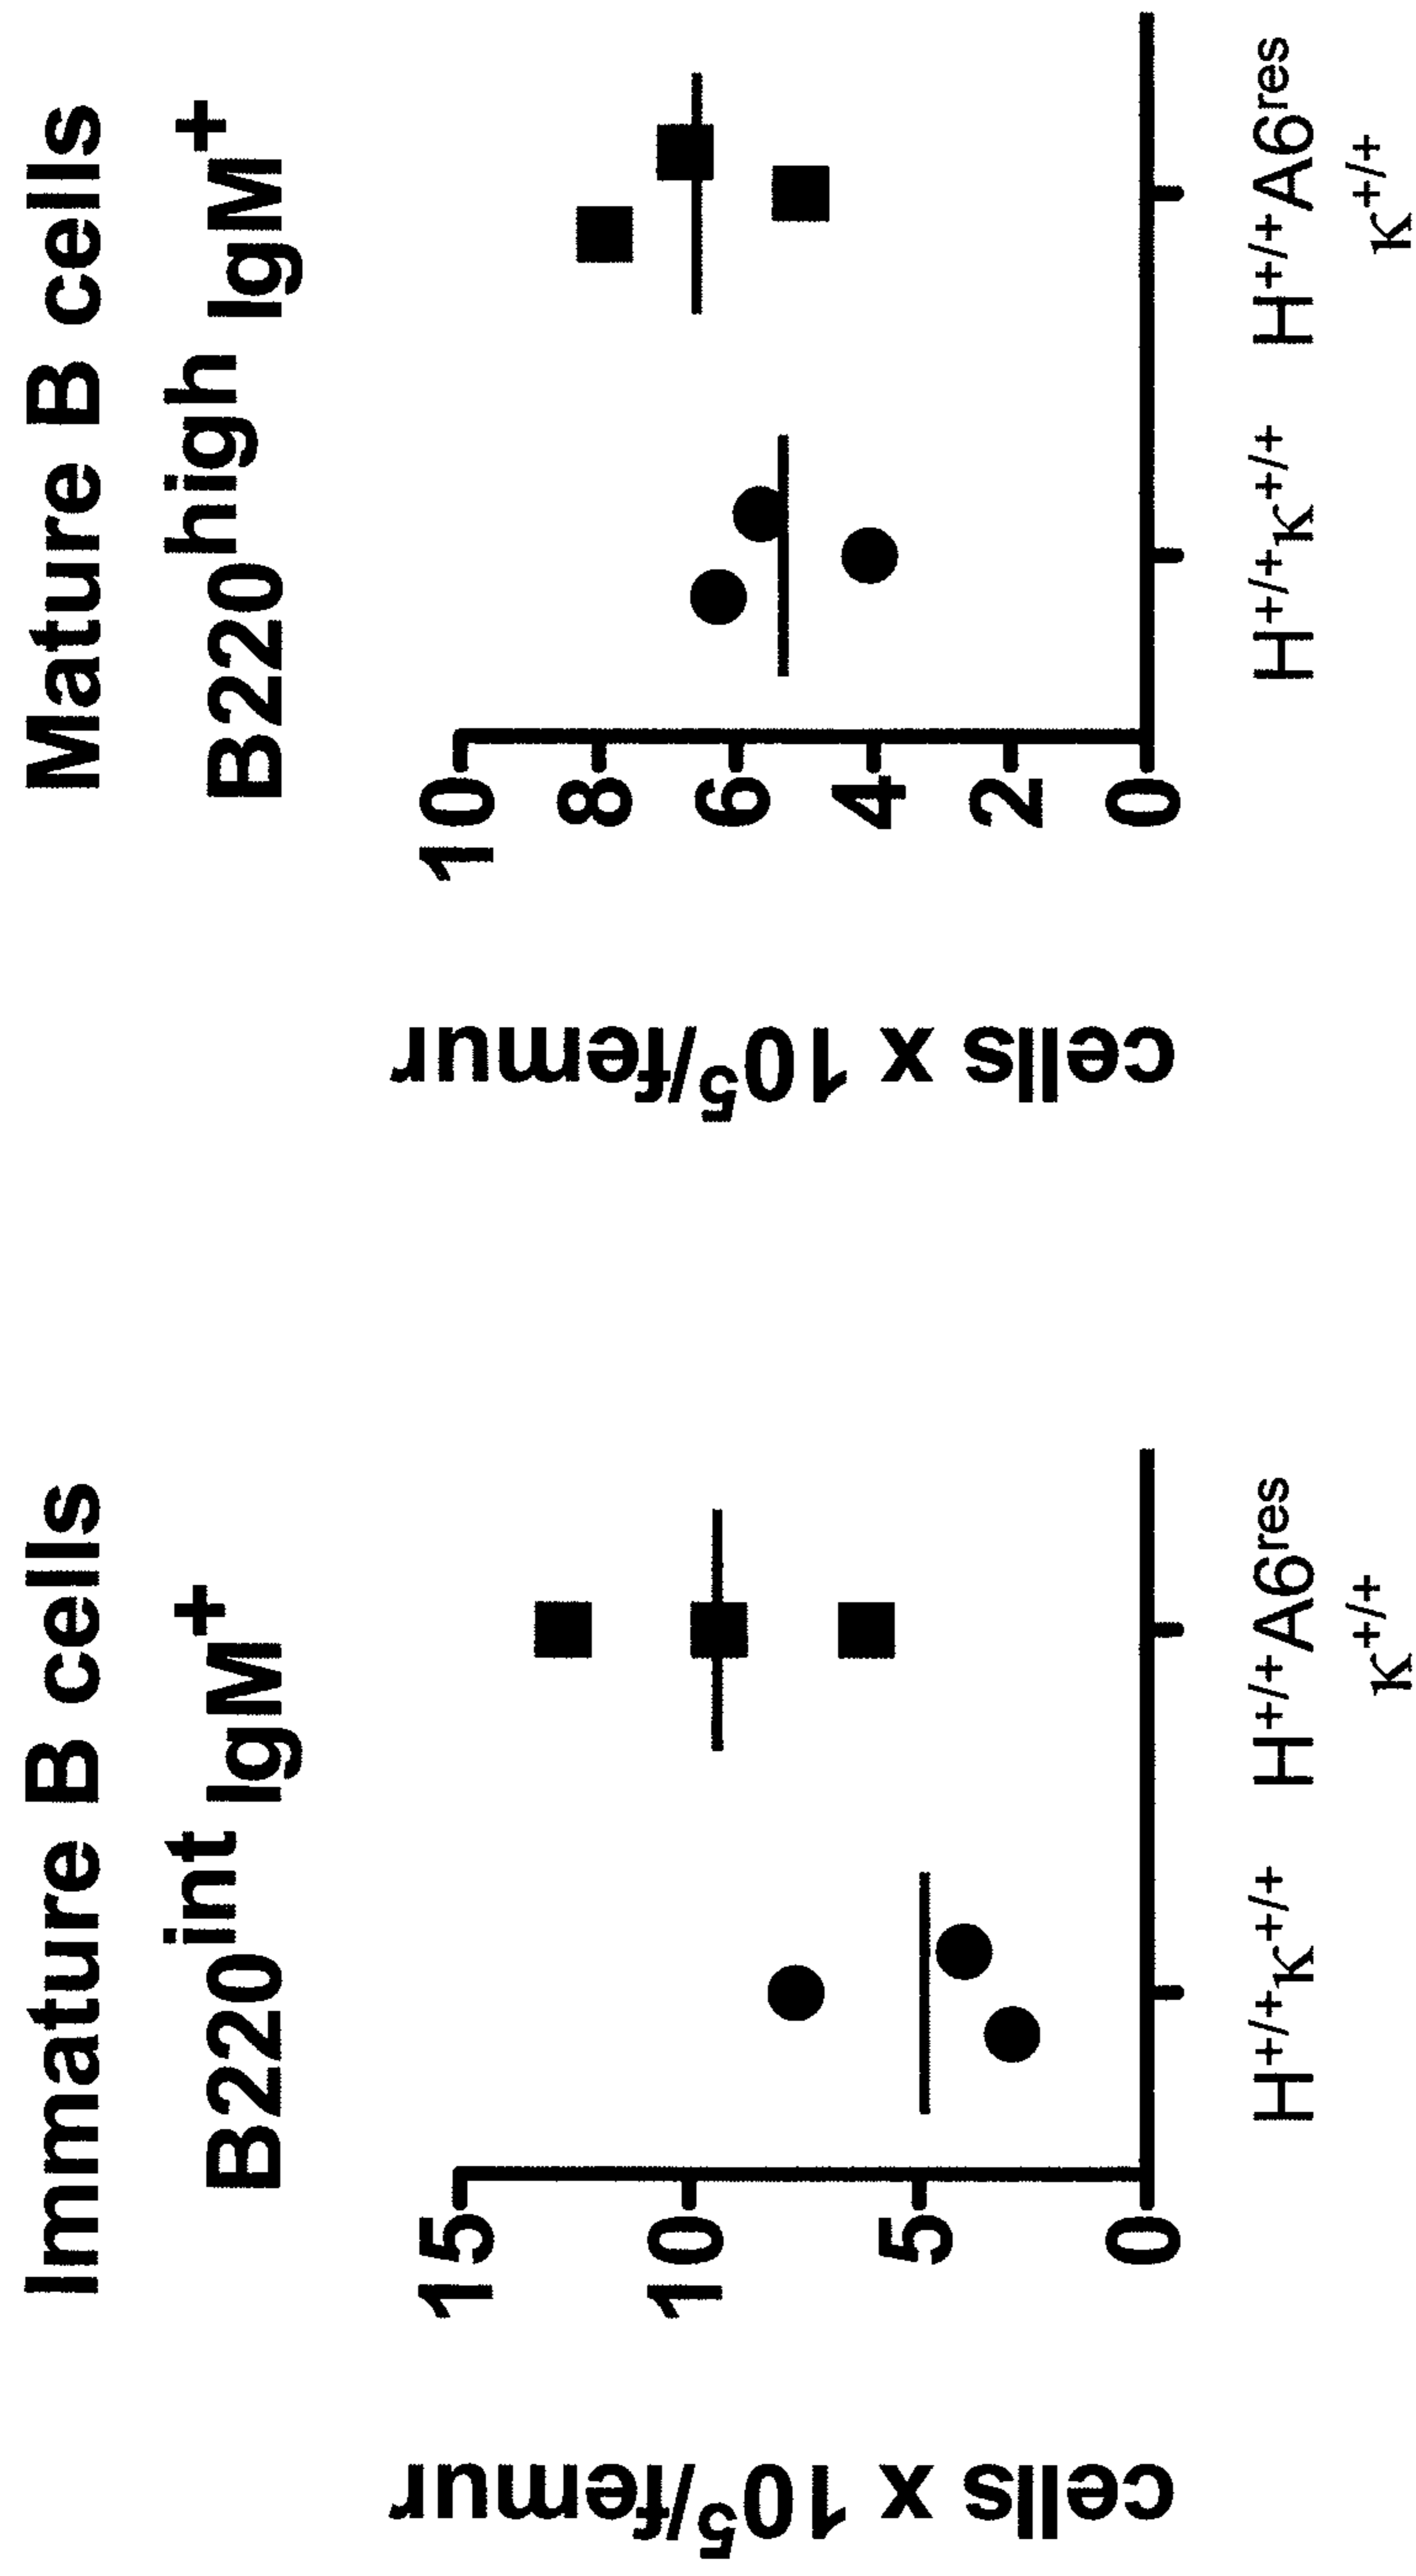 Immature B cells
B220int IgM+
cells x 10⁵/femur
15
10
5
0
H+/+κ+/+
H+/+A6res
κ+/+
Mature B cells
B220high IgM+
cells x 10⁵/femur
10
8
6
4
2
0
H+/+κ+/+
H+/+A6res
κ+/+